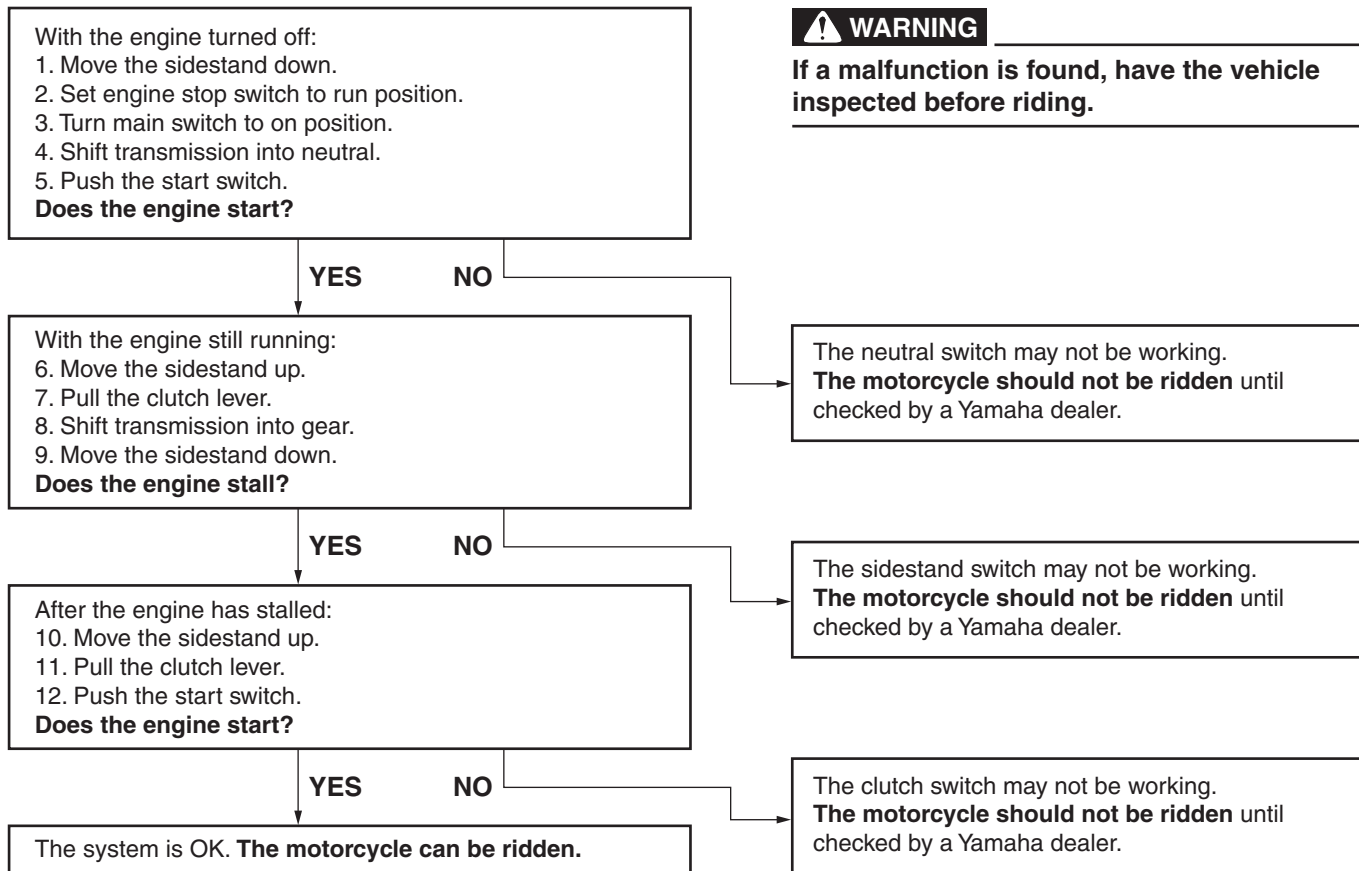 With the engine turned off:
1. Move the sidestand down.
2. Set engine stop switch to run position.
3. Turn main switch to on position.
4. Shift transmission into neutral.
5. Push the start switch.
Does the engine start?
WARNING
If a malfunction is found, have the vehicle
inspected before riding.
YES
NO
With the engine still running:
6. Move the sidestand up.
7. Pull the clutch lever.
8. Shift transmission into gear.
9. Move the sidestand down.
Does the engine stall?
The neutral switch may not be working.
The motorcycle should not be ridden until
checked by a Yamaha dealer.
YES
NO
After the engine has stalled:
10. Move the sidestand up.
11. Pull the clutch lever.
12. Push the start switch.
Does the engine start?
The sidestand switch may not be working.
The motorcycle should not be ridden until
checked by a Yamaha dealer.
YES
NO
The system is OK. The motorcycle can be ridden.
The clutch switch may not be working.
The motorcycle should not be ridden until
checked by a Yamaha dealer.